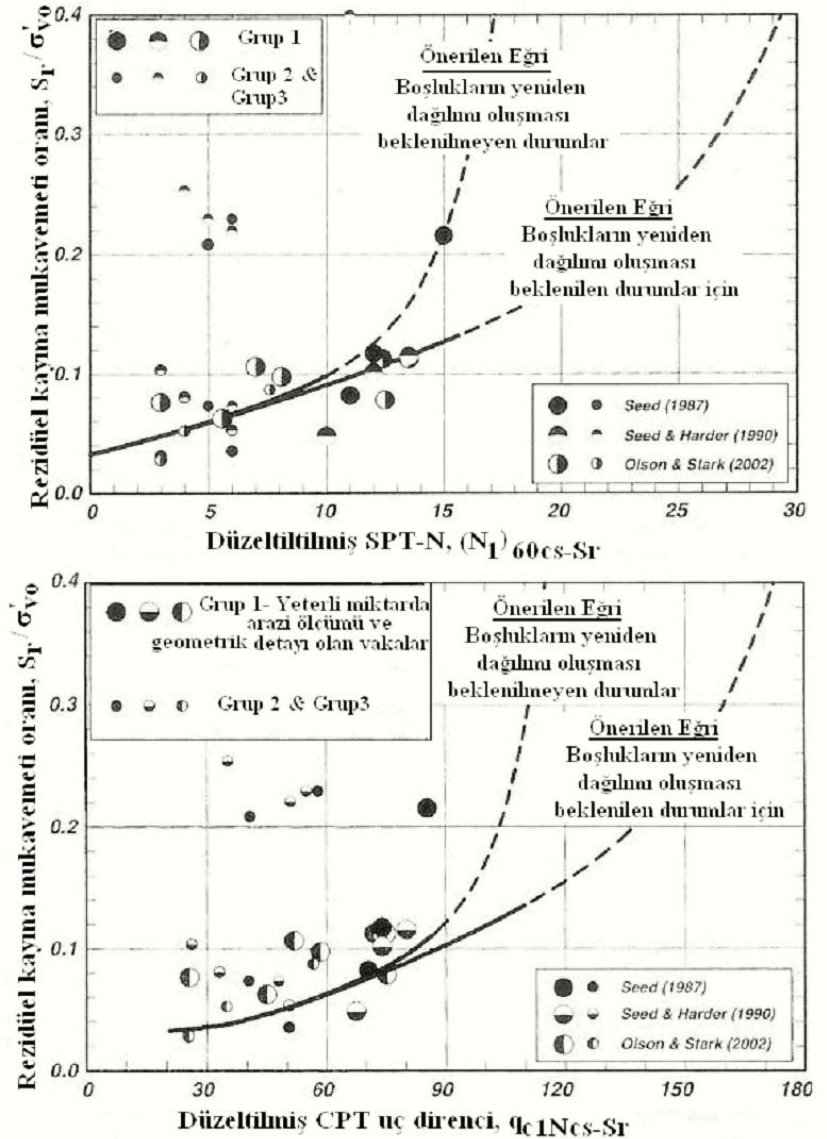 Grup 1
Grup 2 &
Grup3
Önerilen Eğri
Boşlukların yeniden
dağılımı oluşması
beklenilmeyen durumlar
Önerilen Eğri
Boşlukların yeniden
dağılımı oluşması
beklenilen durumlar için
Seed (1987)
Seed & Harder (1990)
Olson & Stark (2002)
Rezidüel kayma mukavemeti oranı, Sr/σ'vo
0.4
0.3
0.2
0.1
0.0
0 5 10 15 20 25 30
Düzeltiltilmiş SPT-N, (N1)60cs-Sr
Grup 1- Yeterli miktarda
arazi ölçümü ve
geometrik detayı olan vakalar
Grup 2 & Grup3
Önerilen Eğri
Boşlukların yeniden
dağılımı oluşması
beklenilmeyen durumlar
Önerilen Eğri
Boşlukların yeniden
dağılımı oluşması
beklenilen durumlar için
Seed (1987)
Seed & Harder (1990)
Olson & Stark (2002)
Rezidüel kayma mukavemeti oranı, Sr/σ'vo
0.4
0.3
0.2
0.1
0.0
0 30 60 90 120 150 180
Düzeltilmiş CPT uç direnci, qc1Ncs-Sr